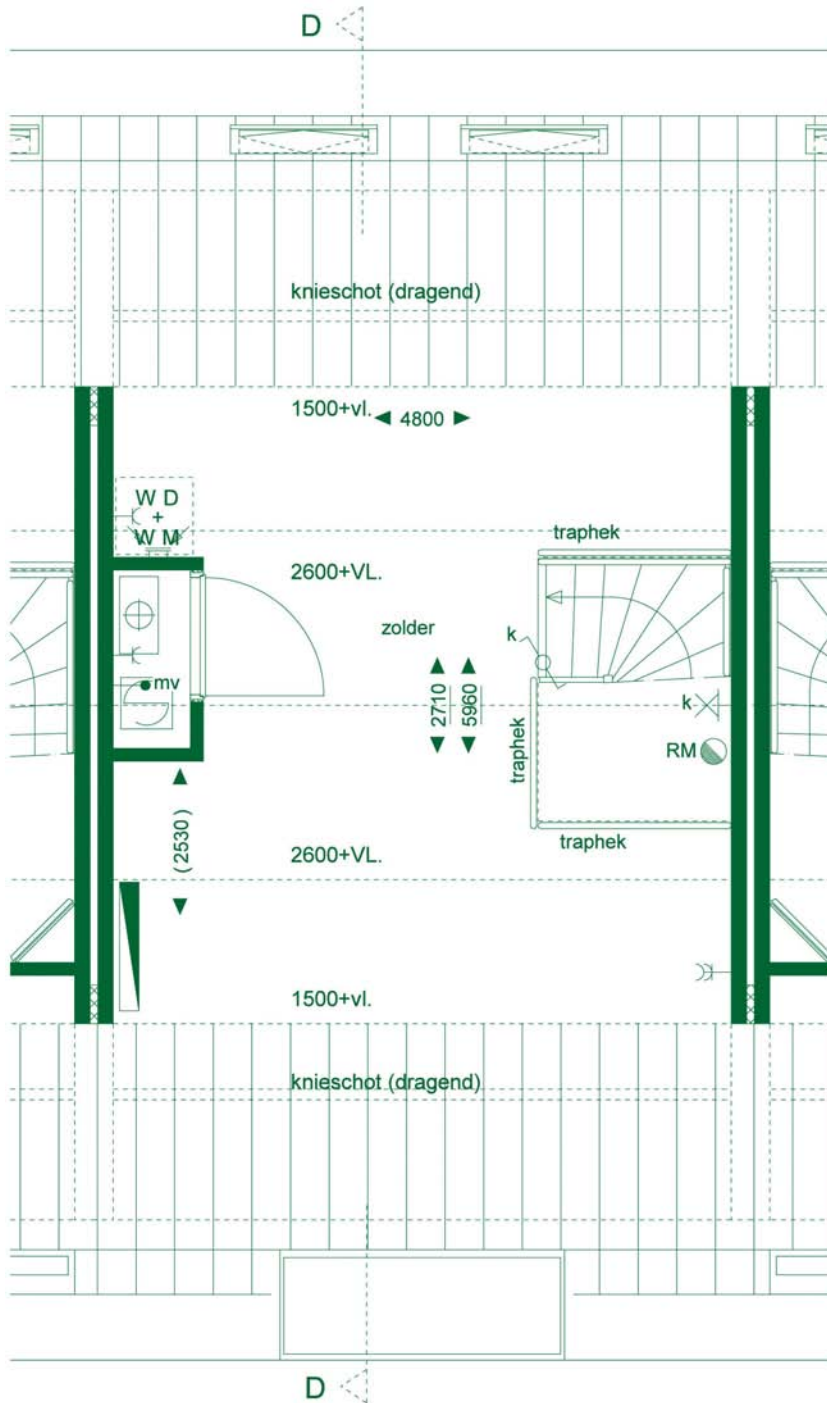 D
knieschot (dragend)
1500+vl.
4800
W D
+
W M
traphek
2600+VL.
zolder
k
mv
2710
5960
k
traphek
RM
traphek
(2530)
2600+VL.
1500+vl.
knieschot (dragend)
D